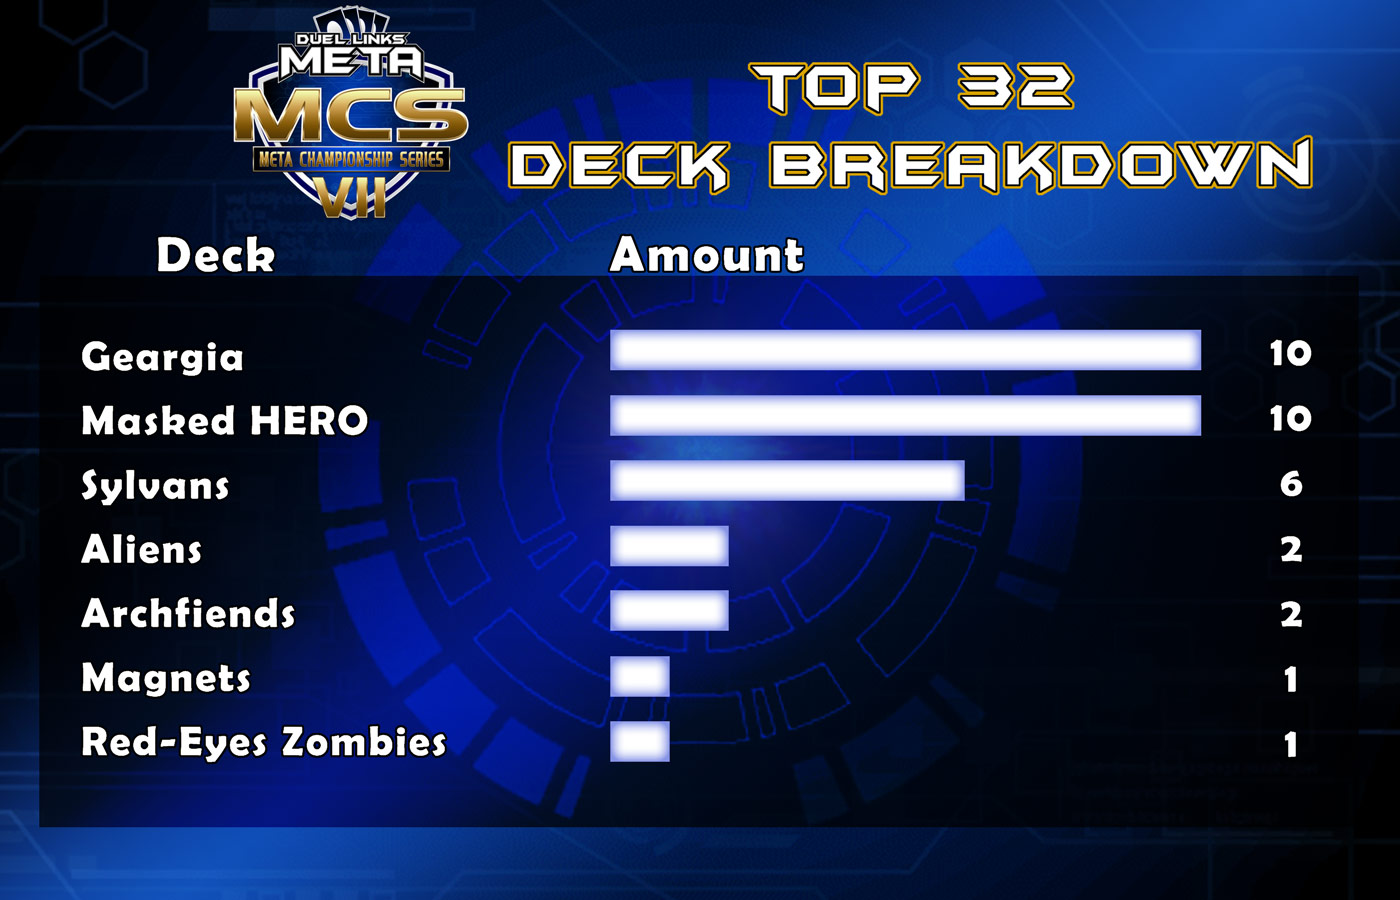 DUEL LINKS
META
MCS
META CHAMPIONSHIP SERIES
VII
TOP 32
DECK BREAKDOWN
Deck Amount
Geargia 10
Masked HERO 10
Sylvans 6
Aliens 2
Archfiends 2
Magnets 1
Red-Eyes Zombies 1